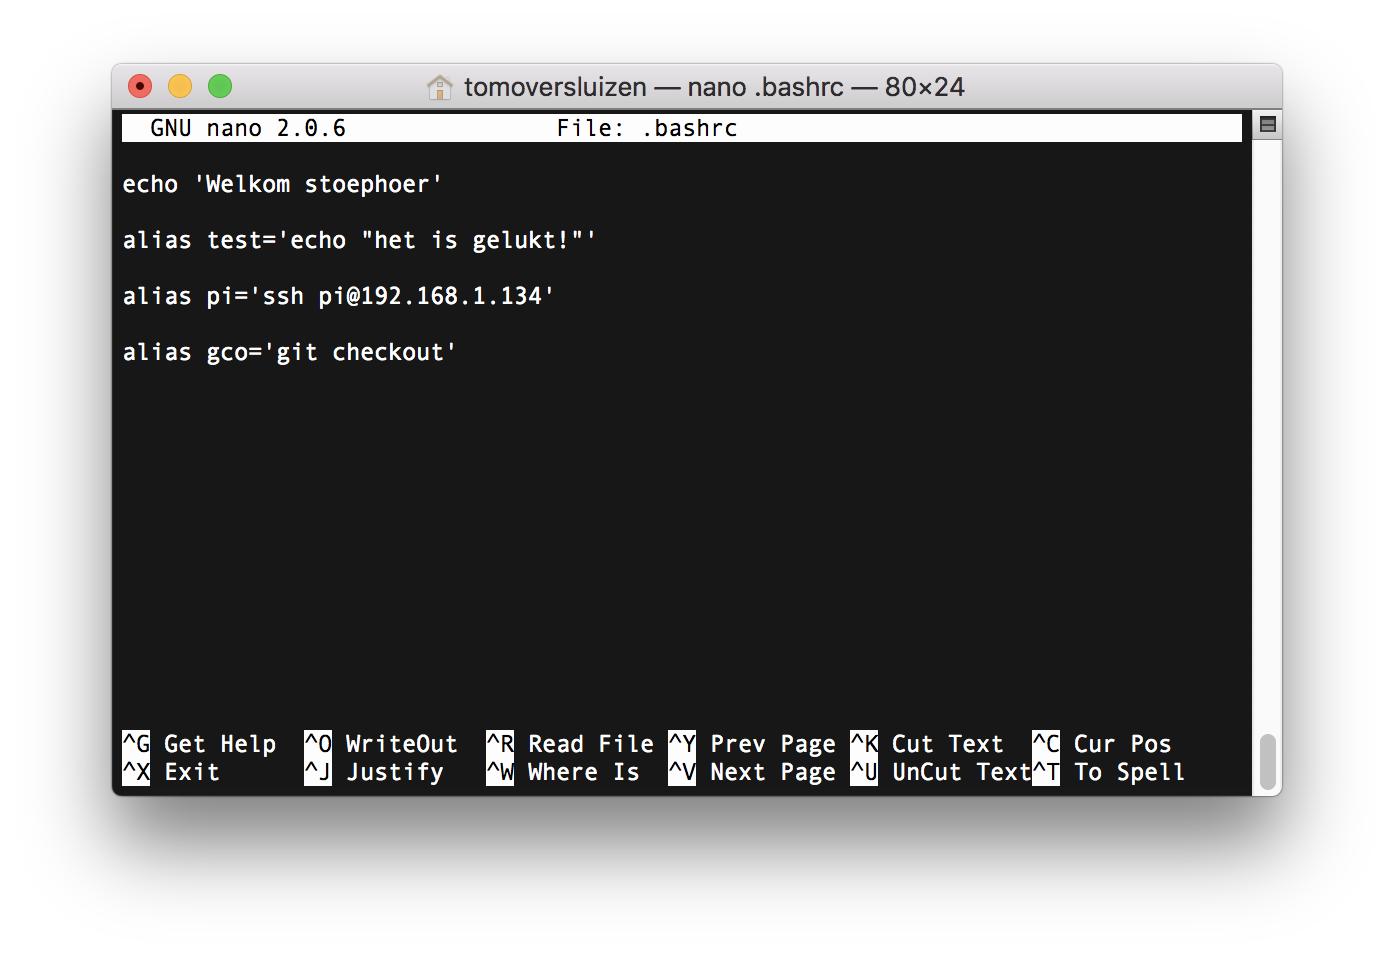 tomoversluizen — nano .bashrc — 80×24
GNU nano 2.0.6 File: .bashrc
echo 'Welkom stoephoer'
alias test='echo "het is gelukt!"'
alias pi='ssh pi@192.168.1.134'
alias gco='git checkout'
^G Get Help ^O WriteOut ^R Read File ^Y Prev Page ^K Cut Text ^C Cur Pos
^X Exit ^J Justify ^W Where Is ^V Next Page ^U UnCut Text ^T To Spell